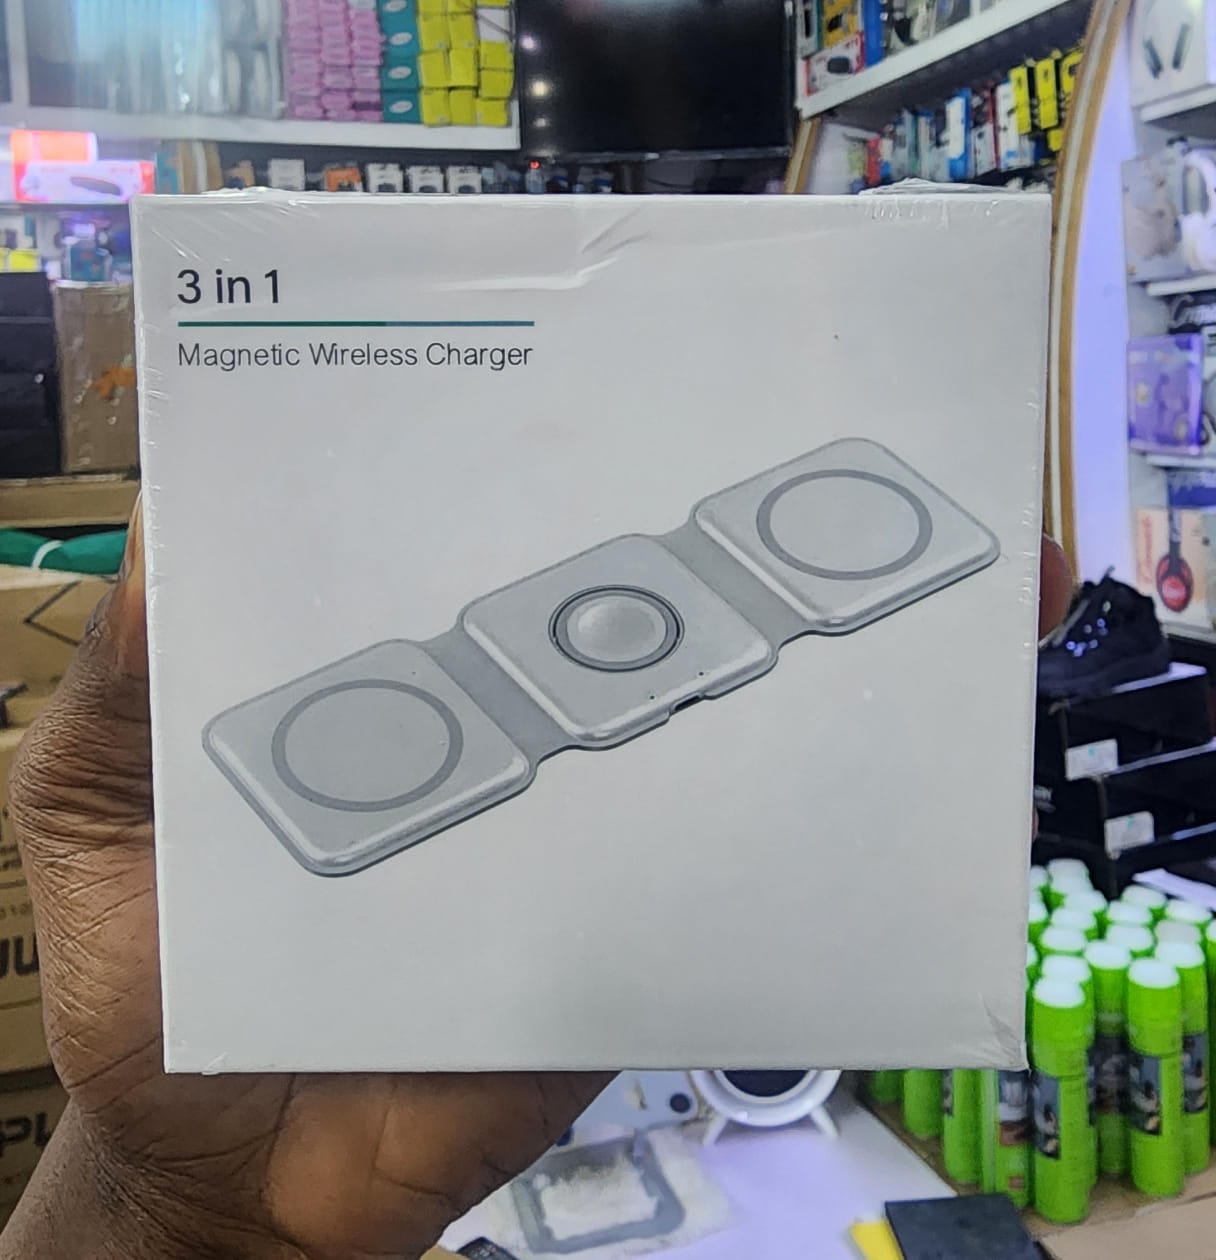 3 in 1
Magnetic Wireless Charger